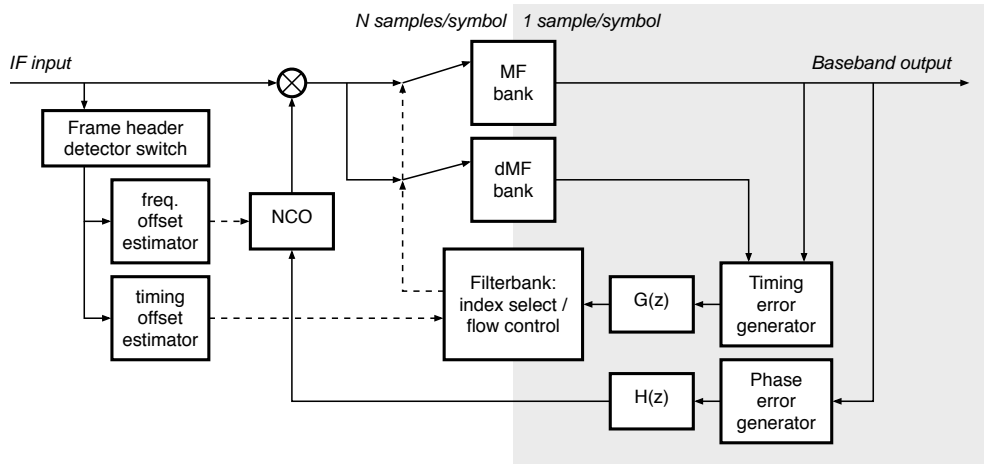 N samples/symbol
1 sample/symbol
IF input
Baseband output
MF
bank
Frame header
detector switch
dMF
bank
freq.
offset
estimator
NCO
timing
offset
estimator
Filterbank:
index select /
flow control
G(z)
Timing
error
generator
H(z)
Phase
error
generator